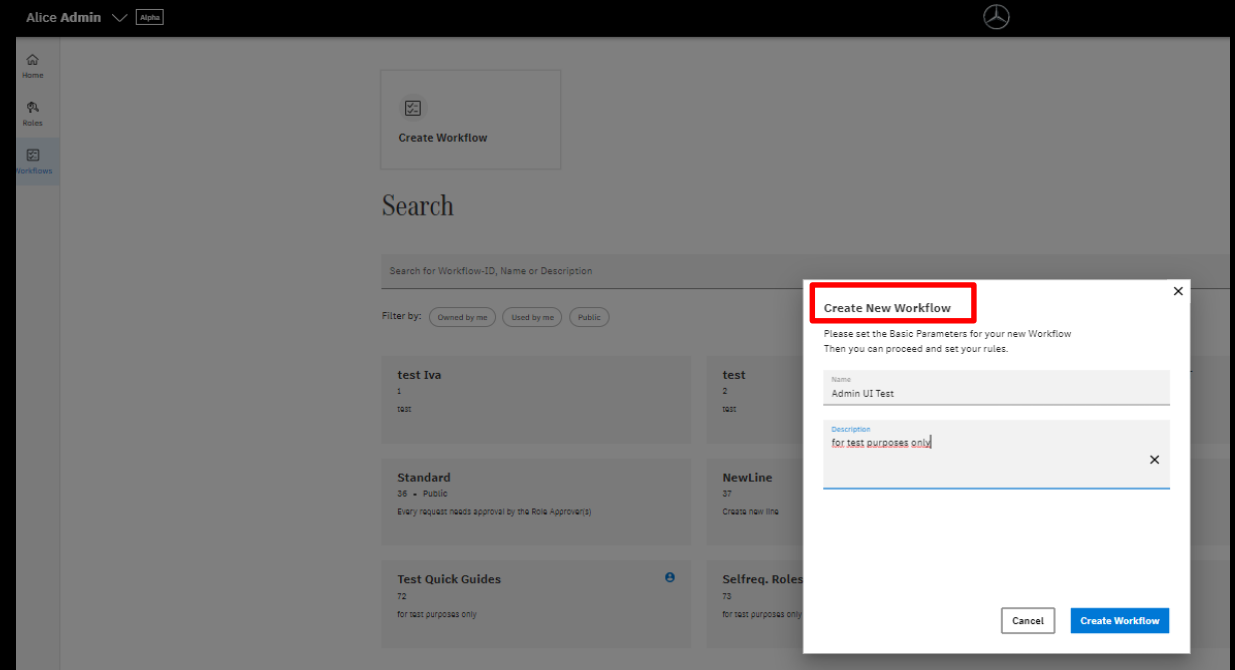 Alice Admin
Alpha
Home
Roles
Workflows
Create Workflow
Search
Search for Workflow-ID, Name or Description
Filter by: Owned by me Used by me Public
test Iva
1
test
test
2
test
Standard
36 • Public
Every request needs approval by the Role Approver(s)
NewLine
37
Create new line
Test Quick Guides
72
for test purposes only
Selfreq. Roles
73
for test purposes only
Create New Workflow
Please set the Basic Parameters for your new Workflow
Then you can proceed and set your rules.
Name
Admin UI Test
Description
for test purposes only
Cancel
Create Workflow